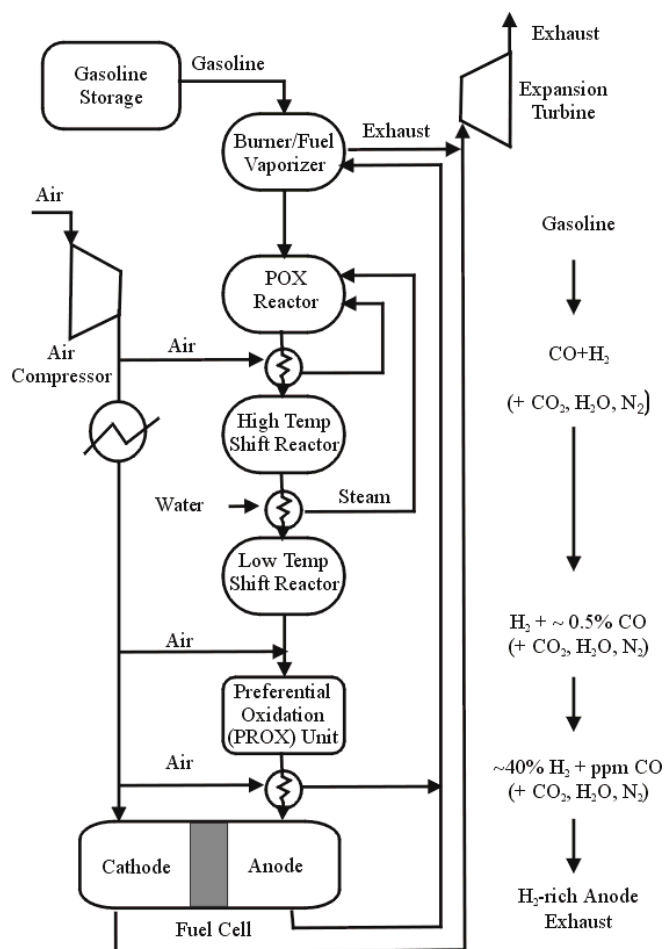 Gasoline
Storage
Gasoline
Burner/Fuel
Vaporizer
Exhaust
Exhaust
Expansion
Turbine
Air
Air
Compressor
POX
Reactor
Air
High Temp
Shift Reactor
Water
Steam
Low Temp
Shift Reactor
Air
Preferential
Oxidation
(PROX) Unit
Air
Cathode
Anode
Fuel Cell
Gasoline
CO+H₂
(+ CO₂, H₂O, N₂)
H₂ + ~ 0.5% CO
(+ CO₂, H₂O, N₂)
~40% H₂ + ppm CO
(+ CO₂, H₂O, N₂)
H₂-rich Anode
Exhaust